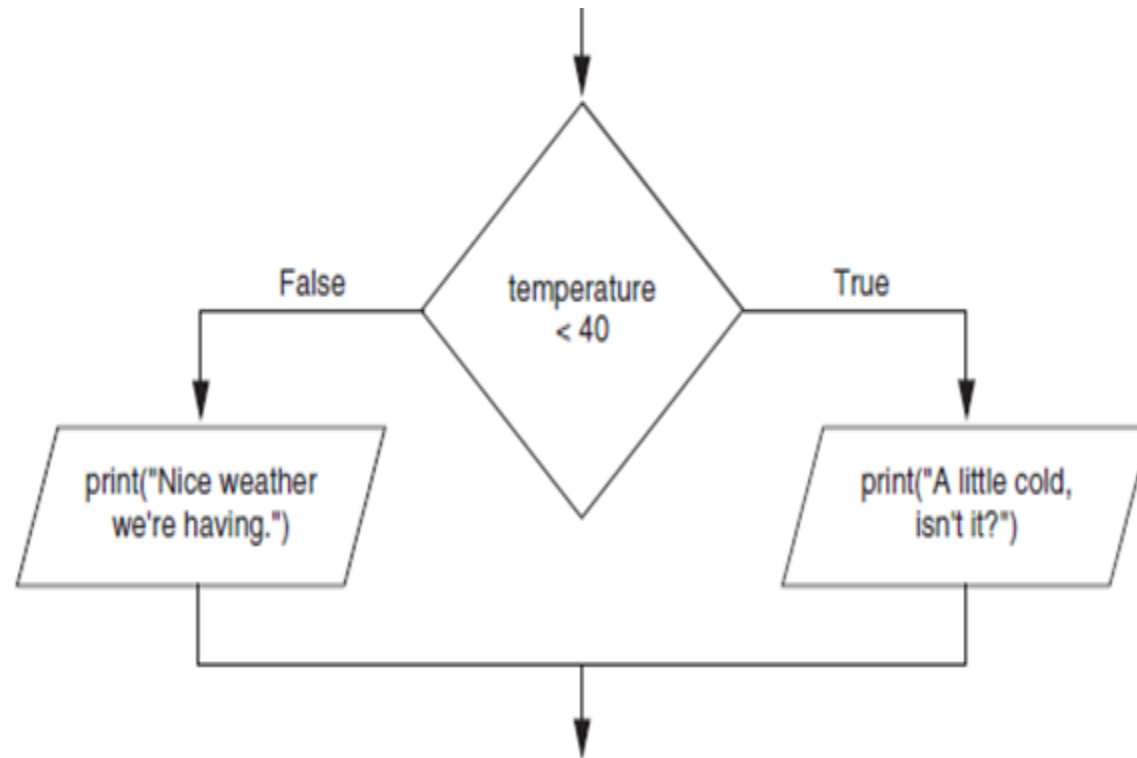 False
temperature
< 40
True
print("Nice weather
we're having.")
print("A little cold,
isn't it?")